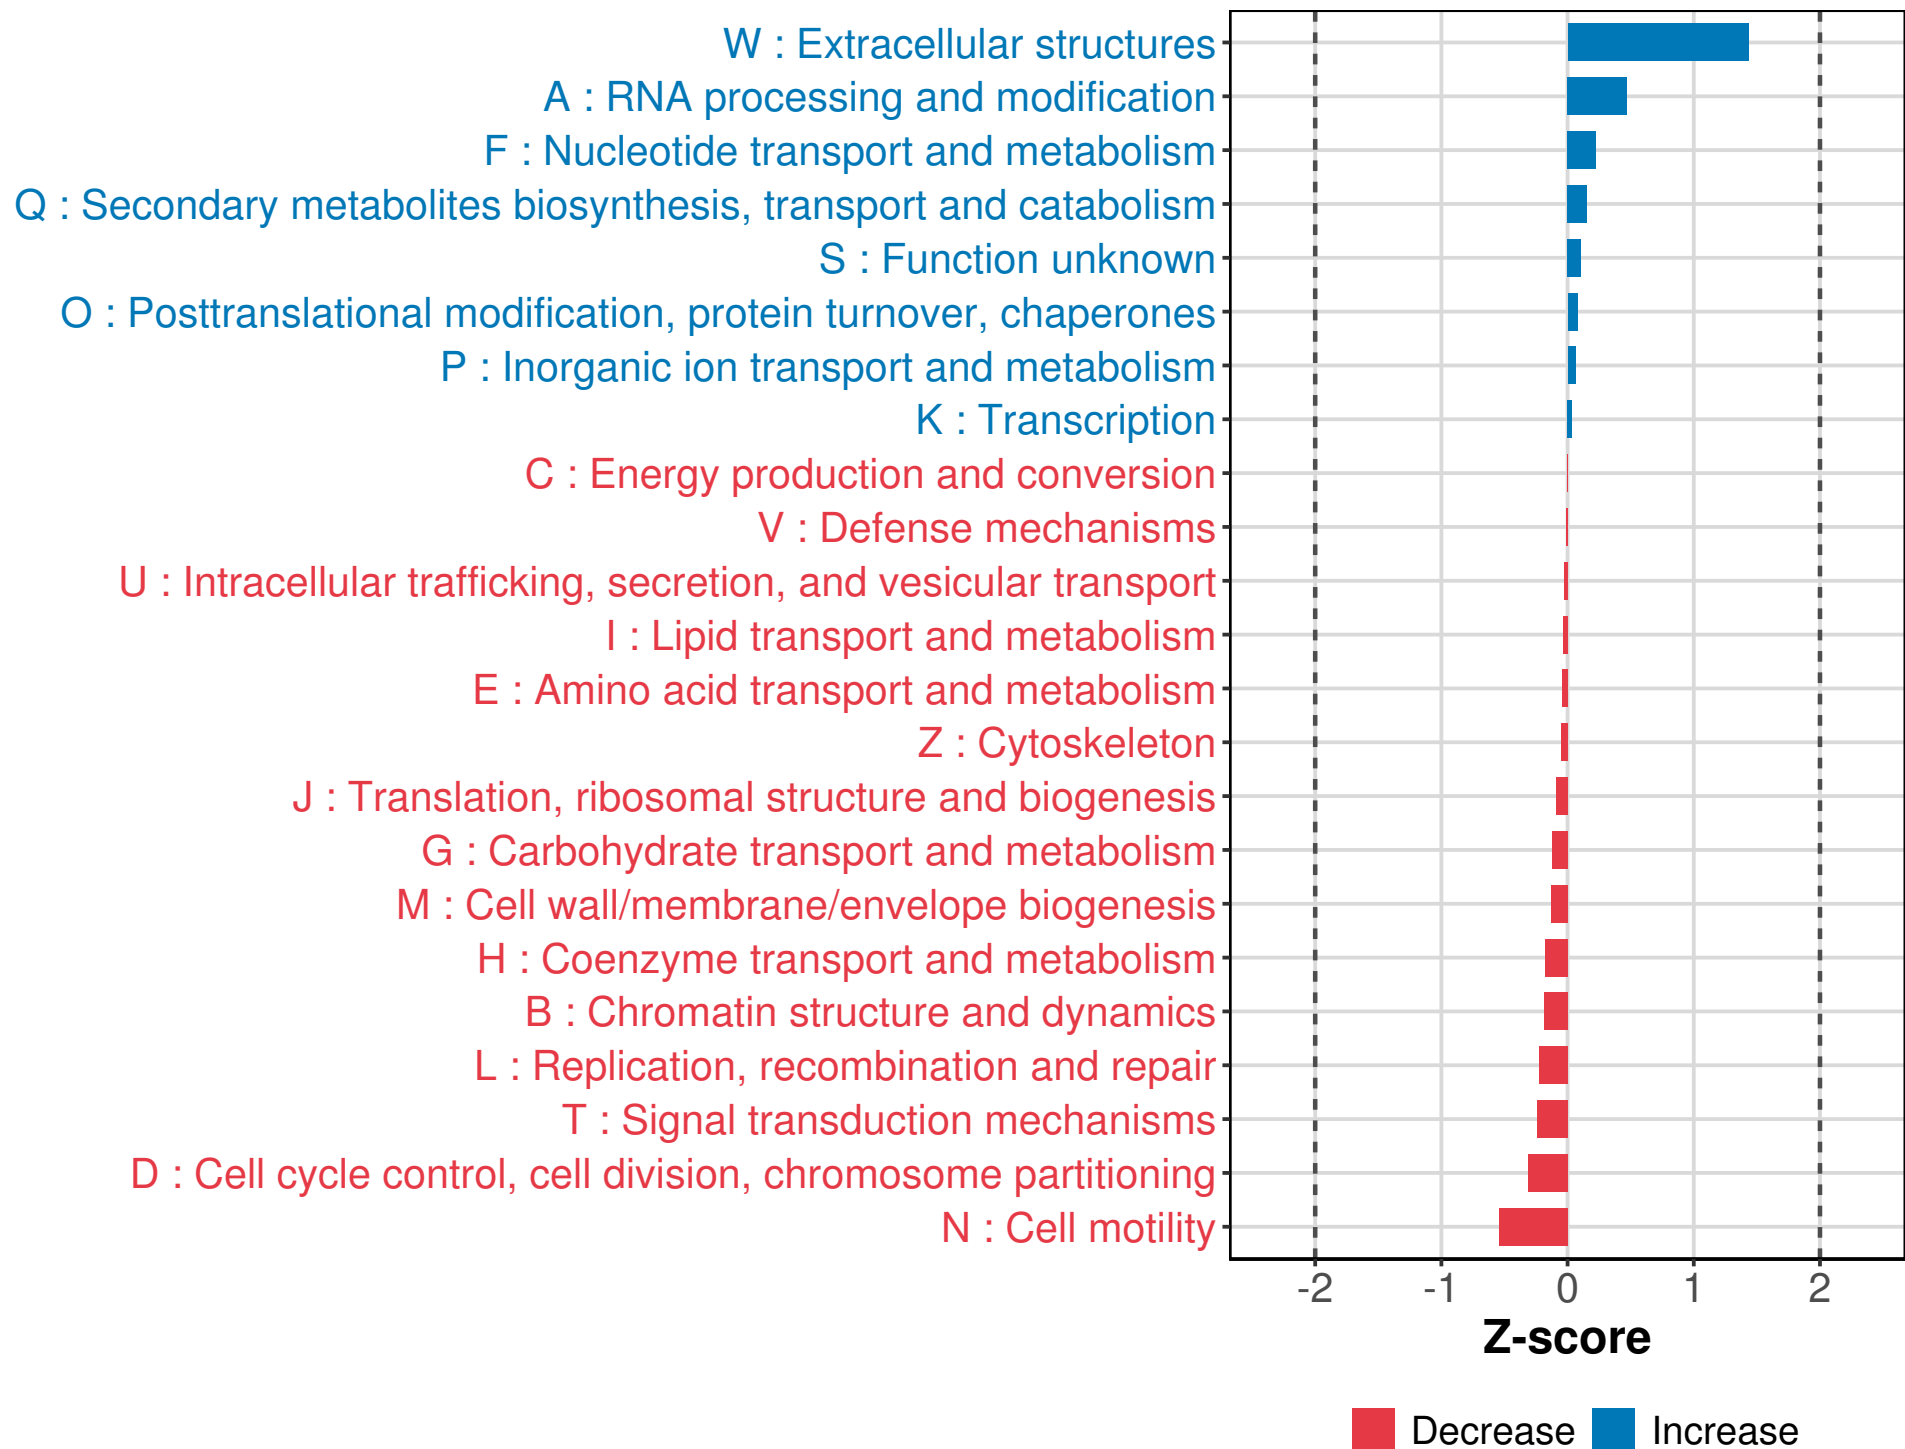 W : Extracellular structures
A : RNA processing and modification
F : Nucleotide transport and metabolism
Q : Secondary metabolites biosynthesis, transport and catabolism
S : Function unknown
O : Posttranslational modification, protein turnover, chaperones
P : Inorganic ion transport and metabolism
K : Transcription
C : Energy production and conversion
V : Defense mechanisms
U : Intracellular trafficking, secretion, and vesicular transport
I : Lipid transport and metabolism
E : Amino acid transport and metabolism
Z : Cytoskeleton
J : Translation, ribosomal structure and biogenesis
G : Carbohydrate transport and metabolism
M : Cell wall/membrane/envelope biogenesis
H : Coenzyme transport and metabolism
B : Chromatin structure and dynamics
L : Replication, recombination and repair
T : Signal transduction mechanisms
D : Cell cycle control, cell division, chromosome partitioning
N : Cell motility
-2 -1 0 1 2
Z-score
Decrease Increase